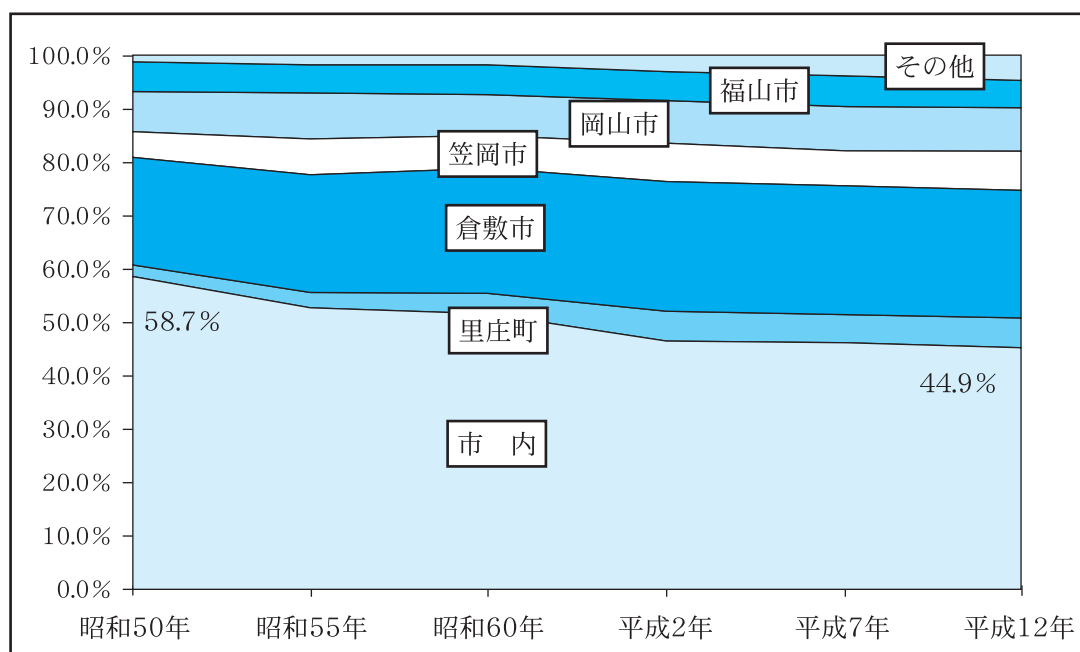 100.0%
90.0%
80.0%
70.0%
60.0%
50.0%
40.0%
30.0%
20.0%
10.0%
0.0%
その他
福山市
岡山市
笠岡市
倉敷市
里庄町
市　内
58.7%
44.9%
昭和50年 昭和55年 昭和60年 平成2年 平成7年 平成12年